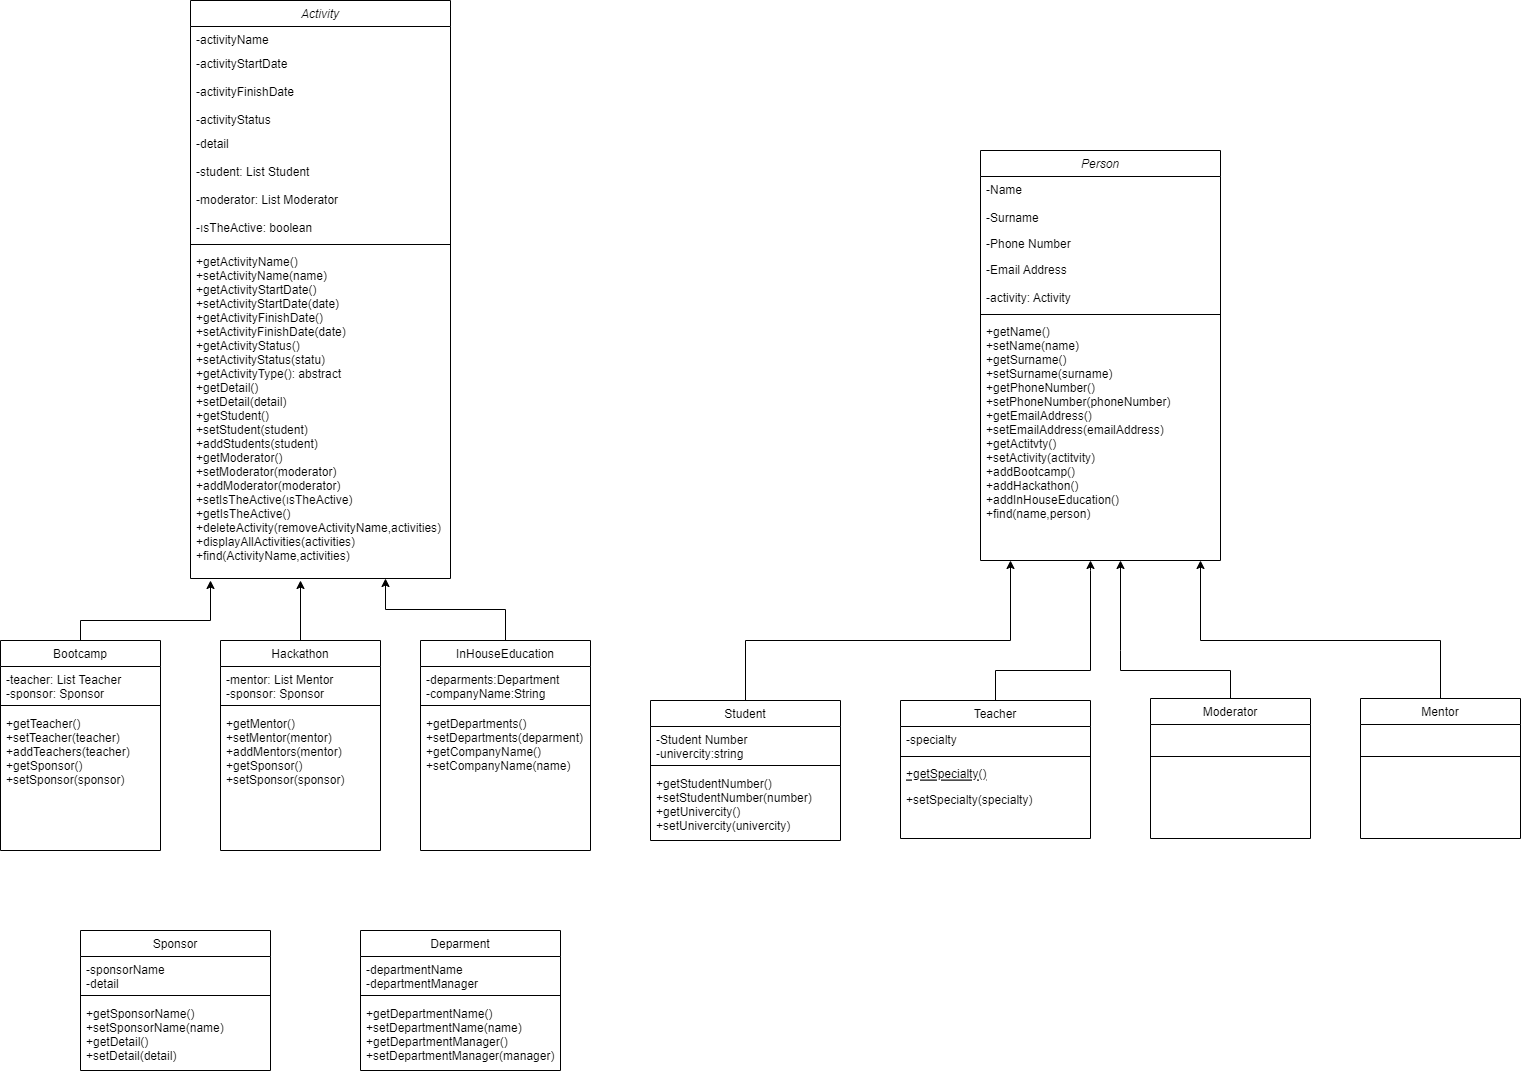 Activity
-activityName
-activityStartDate
-activityFinishDate
-activityStatus
-detail
-student: List Student
-moderator: List Moderator
-ısTheActive: boolean
+getActivityName()
+setActivityName(name)
+getActivityStartDate()
+setActivityStartDate(date)
+getActivityFinishDate()
+setActivityFinishDate(date)
+getActivityStatus()
+setActivityStatus(statu)
+getActivityType(): abstract
+getDetail()
+setDetail(detail)
+getStudent()
+setStudent(student)
+addStudents(student)
+getModerator()
+setModerator(moderator)
+addModerator(moderator)
+setIsTheActive(ısTheActive)
+getIsTheActive()
+deleteActivity(removeActivityName,activities)
+displayAllActivities(activities)
+find(ActivityName,activities)
Person
-Name
-Surname
-Phone Number
-Email Address
-activity: Activity
+getName()
+setName(name)
+getSurname()
+setSurname(surname)
+getPhoneNumber()
+setPhoneNumber(phoneNumber)
+getEmailAddress()
+setEmailAddress(emailAddress)
+getActitvty()
+setActivity(actitvity)
+addBootcamp()
+addHackathon()
+addInHouseEducation()
+find(name,person)
Bootcamp
-teacher: List Teacher
-sponsor: Sponsor
+getTeacher()
+setTeacher(teacher)
+addTeachers(teacher)
+getSponsor()
+setSponsor(sponsor)
Hackathon
-mentor: List Mentor
-sponsor: Sponsor
+getMentor()
+setMentor(mentor)
+addMentors(mentor)
+getSponsor()
+setSponsor(sponsor)
InHouseEducation
-deparments:Department
-companyName:String
+getDepartments()
+setDepartments(deparment)
+getCompanyName()
+setCompanyName(name)
Student
-Student Number
-univercity:string
+getStudentNumber()
+setStudentNumber(number)
+getUnivercity()
+setUnivercity(univercity)
Teacher
-specialty
+getSpecialty()
+setSpecialty(specialty)
Moderator
Mentor
Sponsor
-sponsorName
-detail
+getSponsorName()
+setSponsorName(name)
+getDetail()
+setDetail(detail)
Deparment
-departmentName
-departmentManager
+getDepartmentName()
+setDepartmentName(name)
+getDepartmentManager()
+setDepartmentManager(manager)